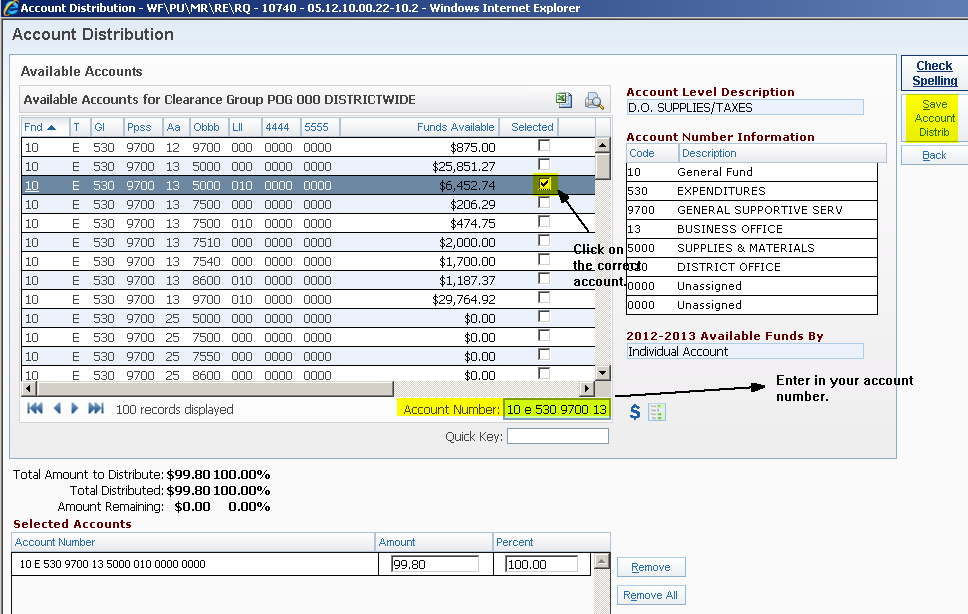 Account Distribution - WF\PU\MR\RE\RQ - 10740 - 05.12.10.00.22-10.2 - Windows Internet Explorer
Account Distribution
Available Accounts
Available Accounts for Clearance Group POG 000 DISTRICTWIDE
Fnd T Gl Ppss Aa Obbb Lll 4444 5555 Funds Available Selected
10 E 530 9700 12 9700 000 0000 0000 $875.00
10 E 530 9700 13 5000 000 0000 0000 $25,851.27
10 E 530 9700 13 5000 010 0000 0000 $6,452.74
10 E 530 9700 13 7500 000 0000 0000 $206.29
10 E 530 9700 13 7500 010 0000 0000 $474.75
10 E 530 9700 13 7510 000 0000 0000 $2,000.00
10 E 530 9700 13 7540 000 0000 0000 $1,700.00
10 E 530 9700 13 8600 010 0000 0000 $1,187.37
10 E 530 9700 13 9700 010 0000 0000 $29,764.92
10 E 530 9700 25 5000 000 0000 0000 $0.00
10 E 530 9700 25 7500 000 0000 0000 $0.00
10 E 530 9700 25 7550 000 0000 0000 $0.00
10 E 530 9700 25 8600 000 0000 0000 $0.00
Click on
the correct
account.
100 records displayed
Account Number: 10 e 530 9700 13
Quick Key:
Account Level Description
D.O. SUPPLIES/TAXES
Account Number Information
Code Description
10 General Fund
530 EXPENDITURES
9700 GENERAL SUPPORTIVE SERV
13 BUSINESS OFFICE
5000 SUPPLIES & MATERIALS
DISTRICT OFFICE
0000 Unassigned
0000 Unassigned
2012-2013 Available Funds By
Individual Account
Enter in your account
number.
$
Check
Spelling
Save
Account
Distrib
Back
Total Amount to Distribute: $99.80 100.00%
Total Distributed: $99.80 100.00%
Amount Remaining: $0.00 0.00%
Selected Accounts
Account Number Amount Percent
10 E 530 9700 13 5000 010 0000 0000 99.80 100.00
Remove
Remove All